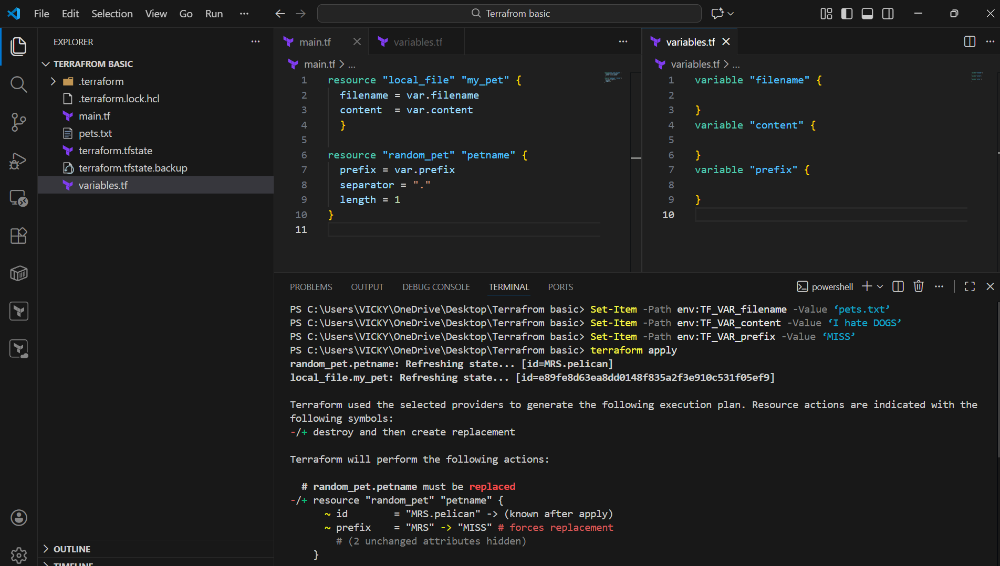 File Edit Selection View Go Run ··· Terrafrom basic
EXPLORER ···
TERRAFROM BASIC
.terraform
.terraform.lock.hcl
main.tf
pets.txt
terraform.tfstate
terraform.tfstate.backup
variables.tf
OUTLINE
TIMELINE
main.tf variables.tf ···
main.tf > ...
1 resource "local_file" "my_pet" {
2 filename = var.filename
3 content  = var.content
4 }
5
6 resource "random_pet" "petname" {
7 prefix = var.prefix
8 separator = "."
9 length = 1
10 }
11
variables.tf ···
variables.tf > ...
1 variable "filename" {
2
3 }
4 variable "content" {
5
6 }
7 variable "prefix" {
8
9 }
10
PROBLEMS OUTPUT DEBUG CONSOLE TERMINAL PORTS powershell ···
PS C:\Users\VICKY\OneDrive\Desktop\Terrafrom basic> Set-Item -Path env:TF_VAR_filename -Value ‘pets.txt’
PS C:\Users\VICKY\OneDrive\Desktop\Terrafrom basic> Set-Item -Path env:TF_VAR_content -Value ‘I hate DOGS’
PS C:\Users\VICKY\OneDrive\Desktop\Terrafrom basic> Set-Item -Path env:TF_VAR_prefix -Value ‘MISS’
PS C:\Users\VICKY\OneDrive\Desktop\Terrafrom basic> terraform apply
random_pet.petname: Refreshing state... [id=MRS.pelican]
local_file.my_pet: Refreshing state... [id=e89fe8d63ea8dd0148f835a2f3e910c531f05ef9]
Terraform used the selected providers to generate the following execution plan. Resource actions are indicated with the
following symbols:
-/+ destroy and then create replacement
Terraform will perform the following actions:
# random_pet.petname must be replaced
-/+ resource "random_pet" "petname" {
~ id        = "MRS.pelican" -> (known after apply)
~ prefix    = "MRS" -> "MISS" # forces replacement
# (2 unchanged attributes hidden)
}